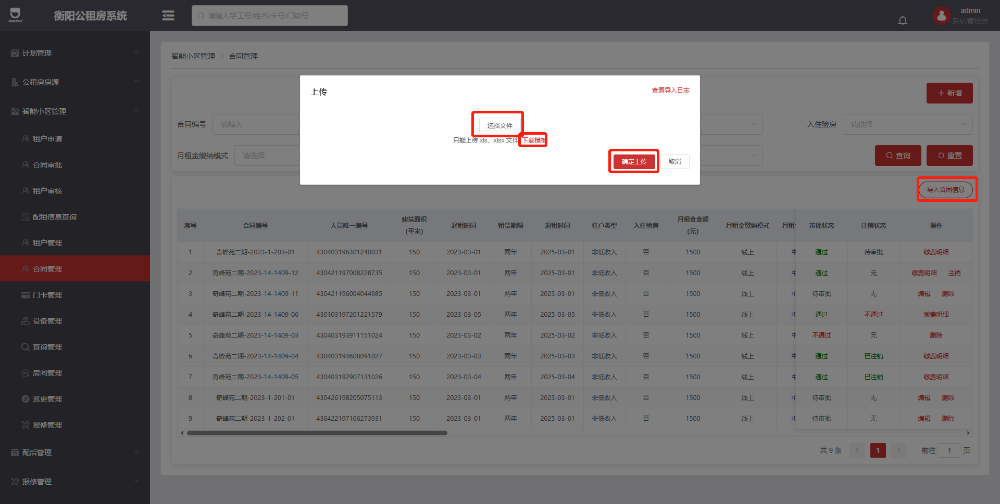 衡阳公租房系统
请输入学工号/姓名/卡号/门锁号
admin
系统管理员
计划管理
公租房房源
智能小区管理
租户申请
合同审批
租户审核
配租信息查询
租户管理
合同管理
门卡管理
设备管理
查询管理
房间管理
巡更管理
报修管理
配后管理
报修管理
智能小区管理 > 合同管理
+ 新增
合同编号 请输入 入住验房 请选择
月租金缴纳模式 请选择 查询 重置
上传 查看导入日志
选择文件
只能上传 xls、xlsx 文件 下载模板
确定上传 取消
导入合同信息
序号 合同编号 人员唯一编号 建筑面积(平米) 起租时间 租赁期限 退租时间 住户类型 入住验房 月租金金额(元) 月租金缴纳模式 月租 审批状态 注销状态 操作
1 奇峰苑二期-2023-1-203-01 430403196301240031 150 2023-03-01 两年 2025-03-01 非低收入 否 1500 线上 通过 待审批 缴费明细
2 奇峰苑二期-2023-14-1409-12 430421197008228735 150 2023-03-01 两年 2025-03-01 非低收入 否 1500 线上 通过 无 缴费明细 注销
3 奇峰苑二期-2023-14-1409-11 430421196004044985 150 2023-03-01 两年 2025-03-01 非低收入 否 1500 线上 待审批 无 编辑 删除
4 奇峰苑二期-2023-14-1409-06 430103197201221579 150 2023-03-05 两年 2025-03-05 非低收入 否 1500 线上 通过 不通过 缴费明细
5 奇峰苑二期-2023-14-1409-03 430403193911151024 150 2023-03-02 两年 2025-03-02 非低收入 否 1500 线上 不通过 无 删除
6 奇峰苑二期-2023-14-1409-04 430403194608091027 150 2023-03-03 两年 2025-03-03 非低收入 否 1500 线上 通过 已注销 缴费明细
7 奇峰苑二期-2023-14-1409-05 430403192907131026 150 2023-03-04 两年 2025-03-04 非低收入 否 1500 线上 通过 已注销 缴费明细
8 奇峰苑二期-2023-1-201-01 430426198205075113 150 2023-03-01 两年 2025-03-01 非低收入 否 1500 线上 待审批 无 编辑 删除
9 奇峰苑二期-2023-1-202-01 430422197106273931 150 2023-03-01 两年 2025-03-01 非低收入 否 1500 线上 待审批 无 编辑 删除
共 9 条 < 1 > 前往 1 页